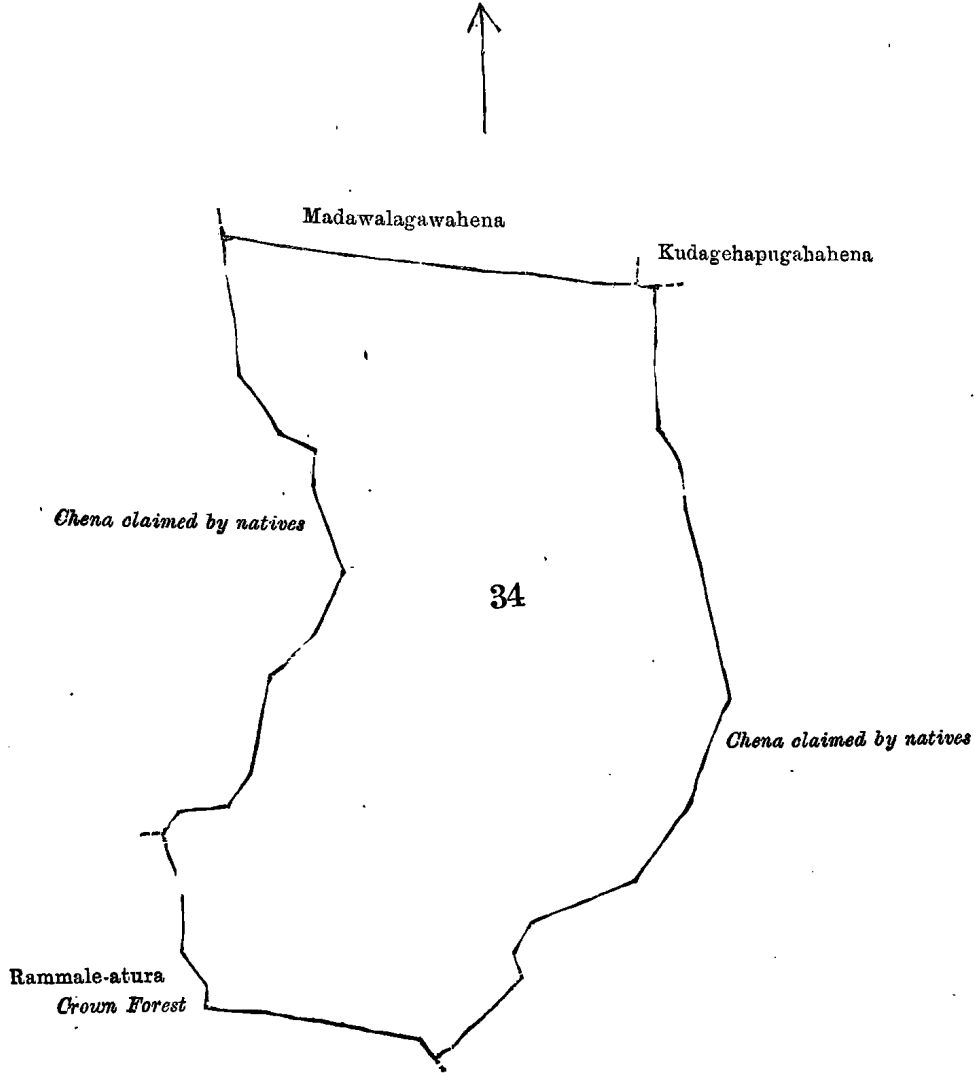 Madawalagawahena
Kudagehapugahahena
Chena claimed by natives
34
Chena claimed by natives
Rammale-atura
Crown Forest